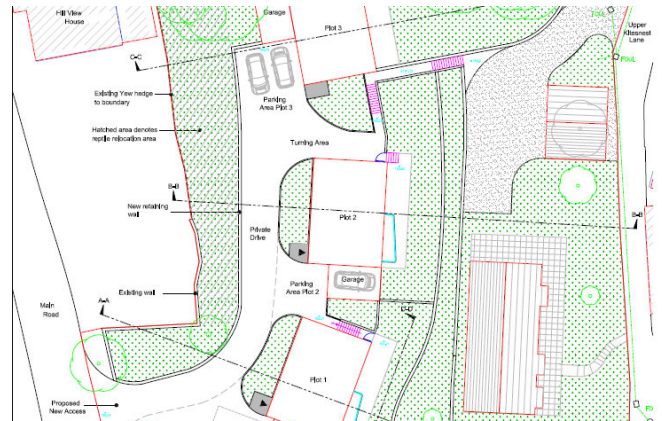 Hill View
House
Garage
Plot 3
Upper
Kitesnest
Lane
FOUL
C-C
Existing Yew hedge
to boundary
Parking
Area Plot 3
Hatched area denotes
reptile relocation area
Turning Area
B-B
B-B
Plot 2
New retaining
wall
Private
Drive
Garage
Parking
Area Plot 2
Existing wall
A-A
D-D
Main
Road
Plot 1
Proposed
New Access